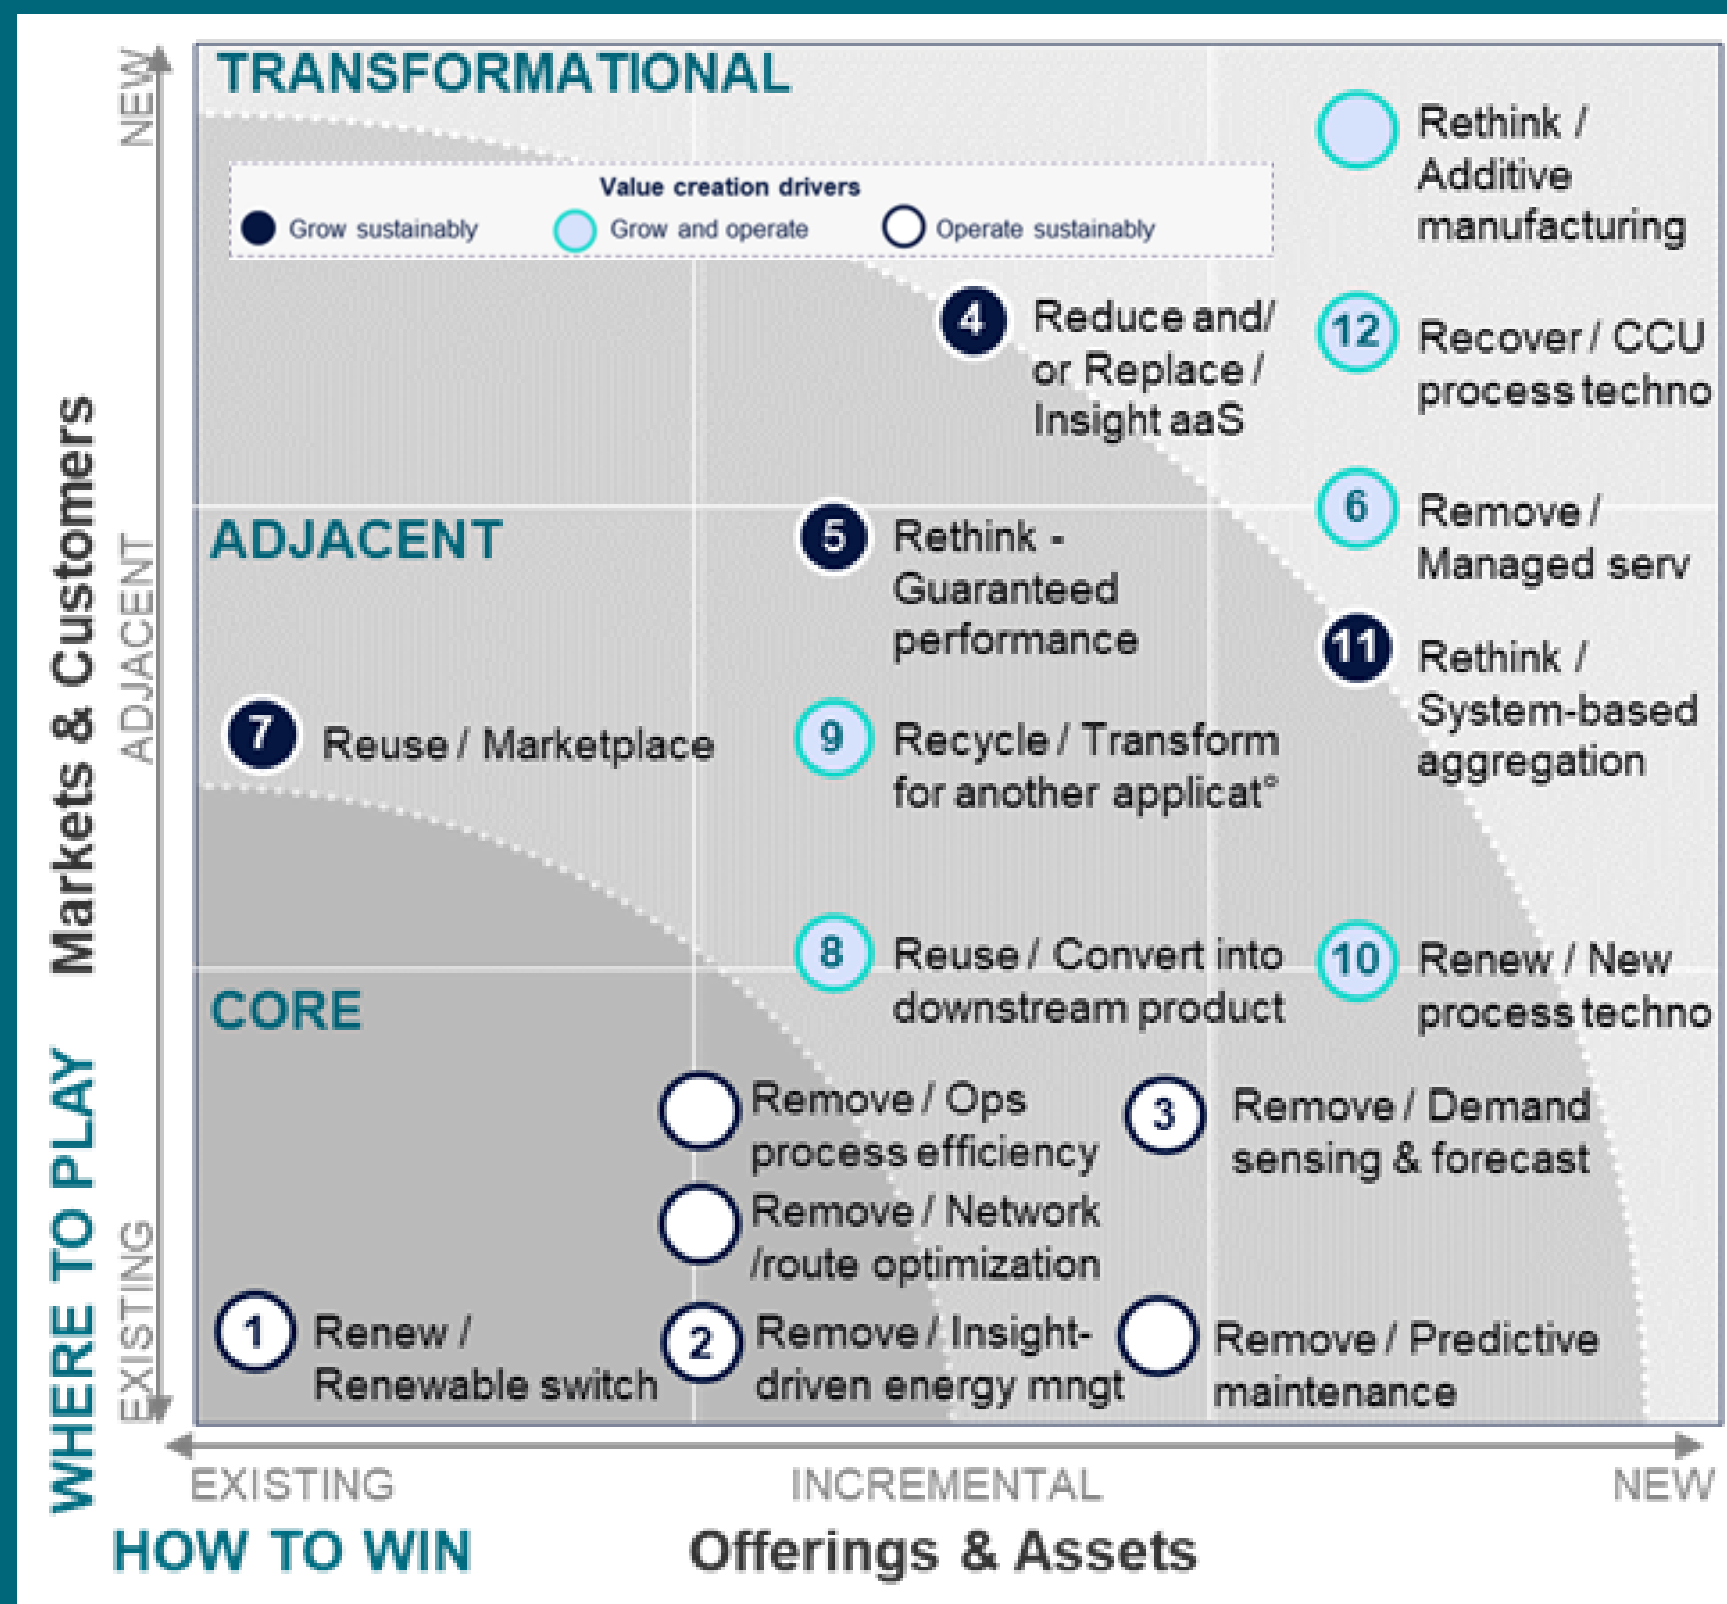 TRANSFORMATIONAL
Value creation drivers
Grow sustainably
Grow and operate
Operate sustainably
Rethink /
Additive
manufacturing
4
Reduce and/
or Replace /
Insight aaS
12
Recover / CCU
process techno
6
Remove /
Managed serv
ADJACENT
5
Rethink -
Guaranteed
performance
11
Rethink /
System-based
aggregation
7
Reuse / Marketplace
9
Recycle / Transform
for another applicat°
8
Reuse / Convert into
downstream product
10
Renew / New
process techno
CORE
Remove / Ops
process efficiency
3
Remove / Demand
sensing & forecast
Remove / Network
/route optimization
1
Renew /
Renewable switch
2
Remove / Insight-
driven energy mngt
Remove / Predictive
maintenance
NEW
ADJACENT
EXISTING
WHERE TO PLAY Markets & Customers
EXISTING
INCREMENTAL
NEW
HOW TO WIN
Offerings & Assets